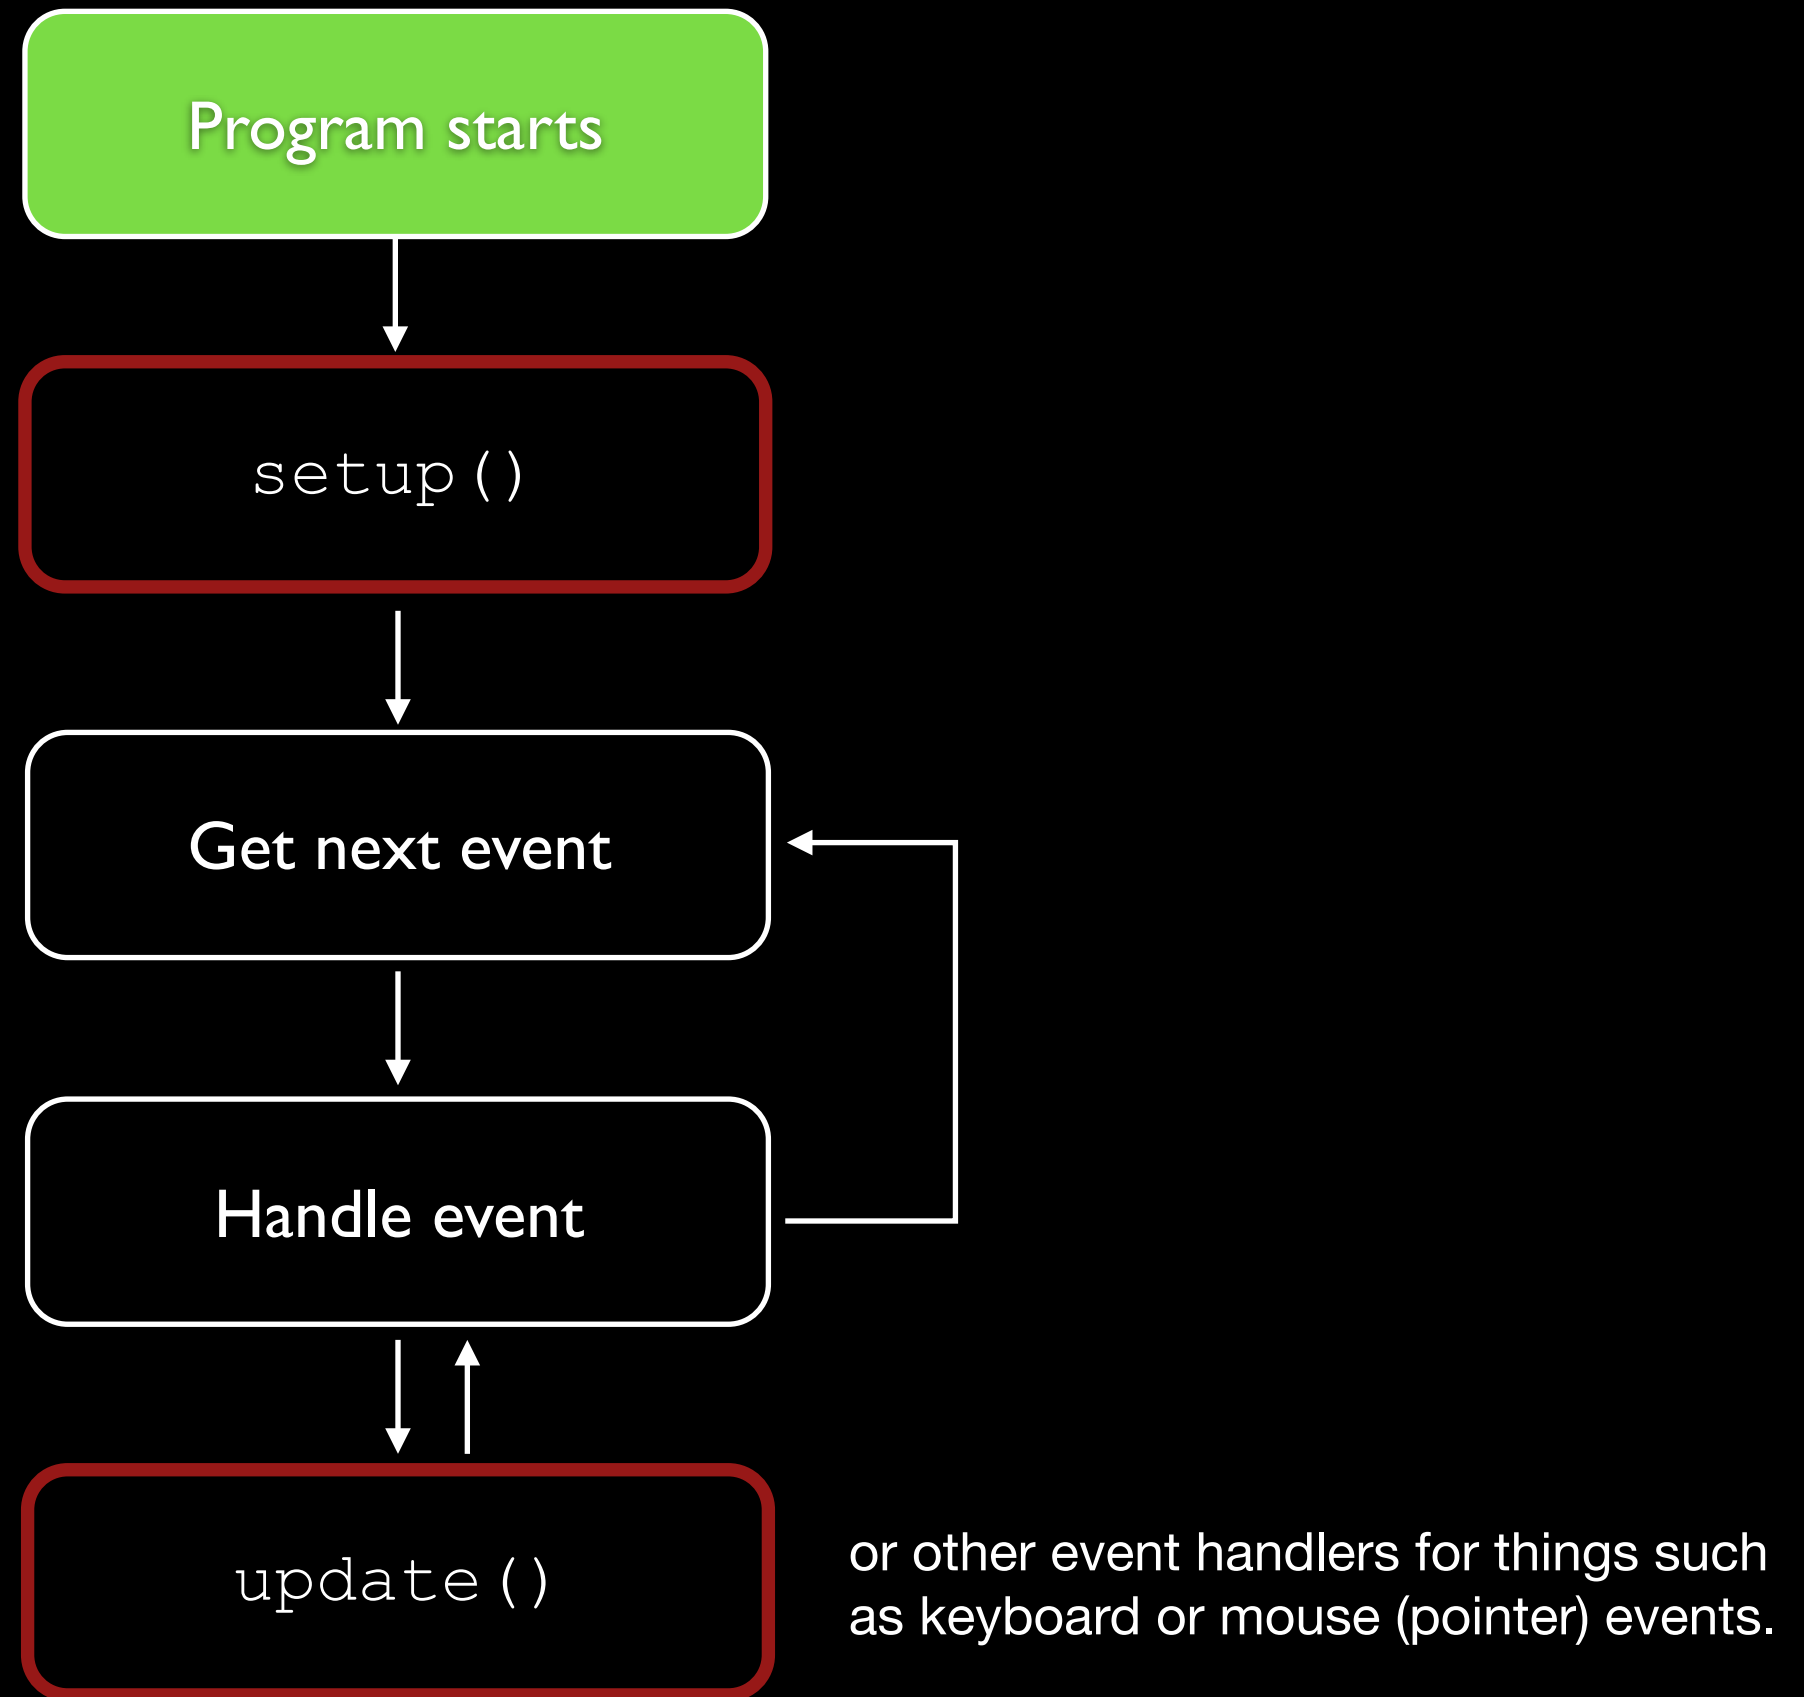 Program starts
setup()
Get next event
Handle event
update()
or other event handlers for things such
as keyboard or mouse (pointer) events.